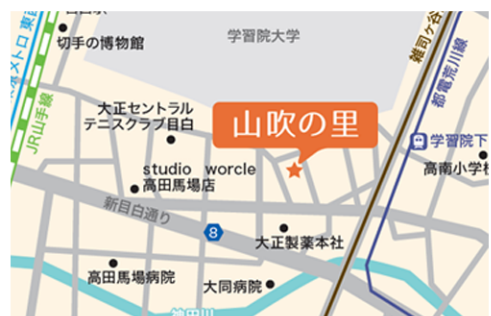 切手の博物館
学習院大学
雑司ヶ谷
都電荒川線
JR山手線
大正セントラル
テニスクラブ目白
山吹の里
学習院下
高南小学校
studio worcle
高田馬場店
新目白通り
8
大正製薬本社
高田馬場病院
大同病院